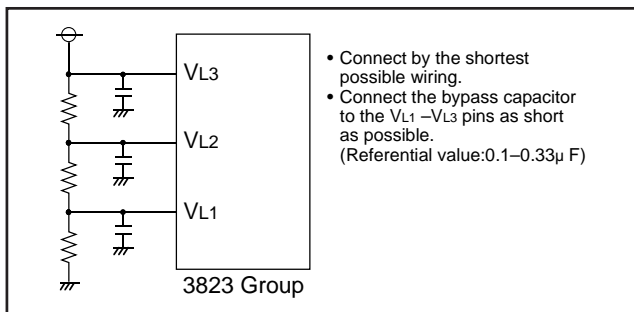 VL3
VL2
VL1
3823 Group
• Connect by the shortest
possible wiring.
• Connect the bypass capacitor
to the VL1 –VL3 pins as short
as possible.
(Referential value:0.1–0.33μ F)